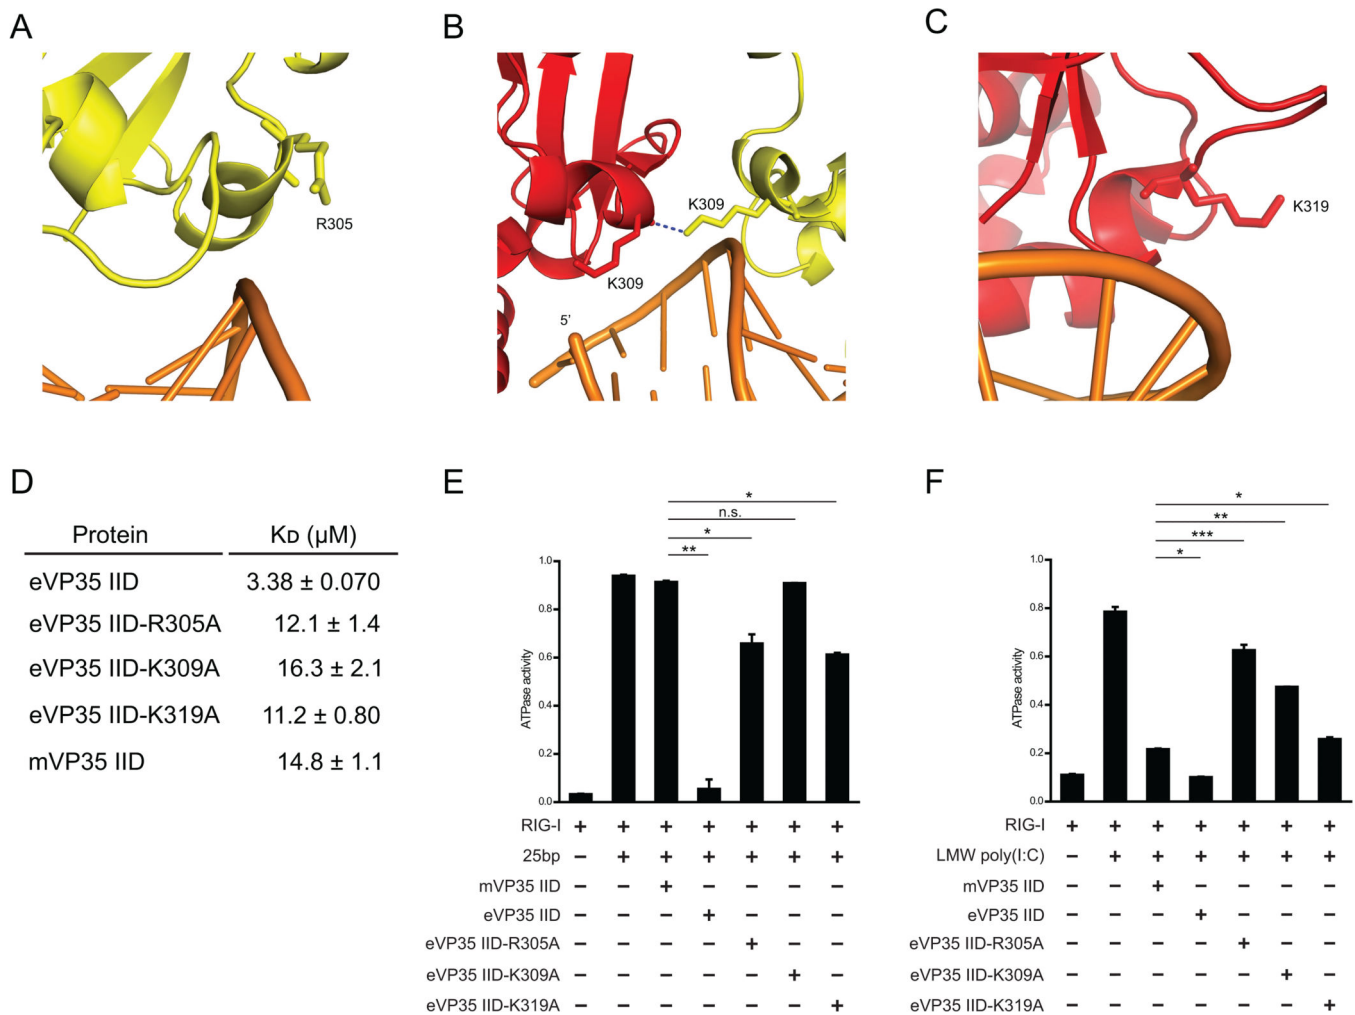 A
B
C
R305
K309
K309
5'
K319
D
Protein KD (µM)
eVP35 IID 3.38 ± 0.070
eVP35 IID-R305A 12.1 ± 1.4
eVP35 IID-K309A 16.3 ± 2.1
eVP35 IID-K319A 11.2 ± 0.80
mVP35 IID 14.8 ± 1.1
E
*
n.s.
*
**
1.0
0.8
0.6
0.4
0.2
0.0
ATPase activity
RIG-I + + + + + + +
25bp − + + + + + +
mVP35 IID − − + − − − −
eVP35 IID − − − + − − −
eVP35 IID-R305A − − − − + − −
eVP35 IID-K309A − − − − − + −
eVP35 IID-K319A − − − − − − +
F
*
**
***
*
1.0
0.8
0.6
0.4
0.2
0.0
ATPase activity
RIG-I + + + + + + +
LMW poly(I:C) − + + + + + +
mVP35 IID − − + − − − −
eVP35 IID − − − + − − −
eVP35 IID-R305A − − − − + − −
eVP35 IID-K309A − − − − − + −
eVP35 IID-K319A − − − − − − +